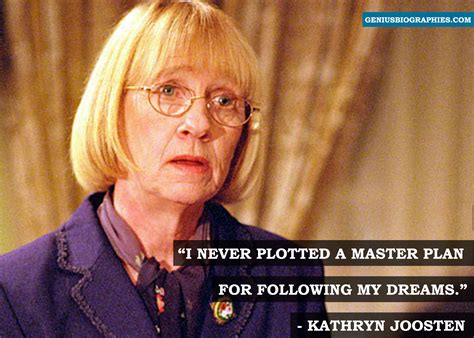 GENIUSBIOGRAPHIES.COM
“I NEVER PLOTTED A MASTER PLAN
FOR FOLLOWING MY DREAMS.”
- KATHRYN JOOSTEN